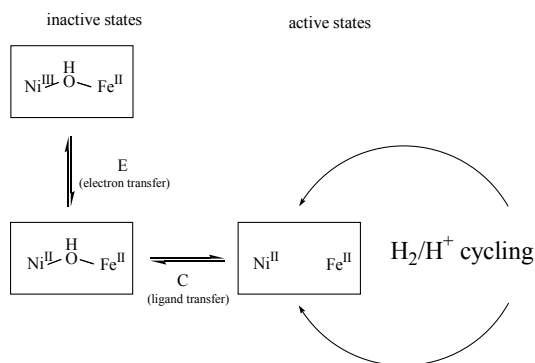 inactive states
active states
H
Ni^III O Fe^II
E
(electron transfer)
H
Ni^II O Fe^II
C
(ligand transfer)
Ni^II Fe^II
H₂/H⁺ cycling